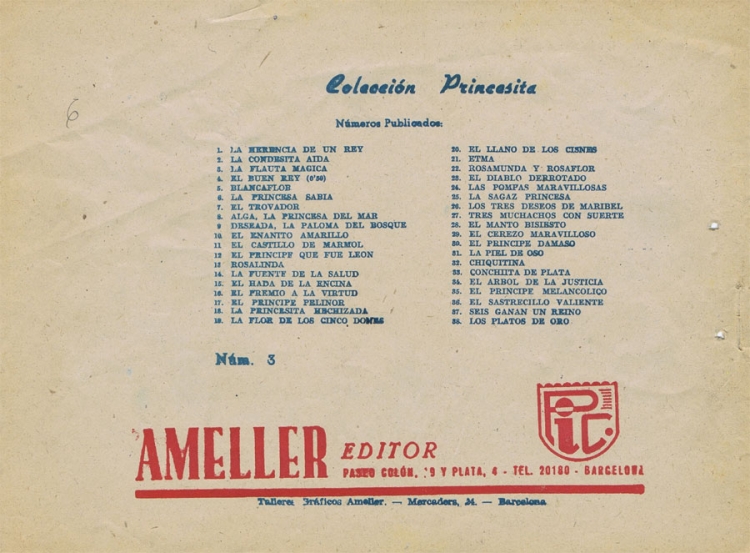 Colección Princesita
Números Publicados:
1. LA HERENCIA DE UN REY
2. LA CONDESITA AIDA
3. LA FLAUTA MAGICA
4. EL BUEN REY (0'50)
5. BLANCAFLOR
6. LA PRINCESA SABIA
7. EL TROVADOR
8. ALGA, LA PRINCESA DEL MAR
9 DESEADA, LA PALOMA DEL BOSQUE
10. EL ENANITO AMARILLO
11 EL CASTILLO DE MARMOL
12 EL PRINCIPE QUE FUE LEON
13 ROSALINDA
14. LA FUENTE DE LA SALUD
15. EL HADA DE LA ENCINA
16. EL PREMIO A LA VIRTUD
17. EL PRINCIPE PELINOR
18. LA PRINCESITA HECHIZADA
19. LA FLOR DE LOS CINCO DONES
20. EL LLANO DE LOS CISNES
21. ETMA
22. ROSAMUNDA Y ROSAFLOR
23. EL DIABLO DERROTADO
24. LAS POMPAS MARAVILLOSAS
25. LA SAGAZ PRINCESA
26. LOS TRES DESEOS DE MARIBEL
27. TRES MUCHACHOS CON SUERTE
28. EL MANTO BISIESTO
29. EL CEREZO MARAVILLOSO
30. EL PRINCIPE DAMASO
31. LA PIEL DE OSO
32. CHIQUITINA
33. CONCHITA DE PLATA
34. EL ARBOL DE LA JUSTICIA
35. EL PRINCIPE MELANCOLICO
36. EL SASTRECILLO VALIENTE
37. SEIS GANAN UN REINO
38. LOS PLATOS DE ORO
Núm. 3
6
PIC.
AMELLER EDITOR
PASEO COLÓN, 9 Y PLATA, 4 - TEL. 20180 - BARCELONA
Talleres Gráficos Ameller. — Mercaders, 34. — Barcelona